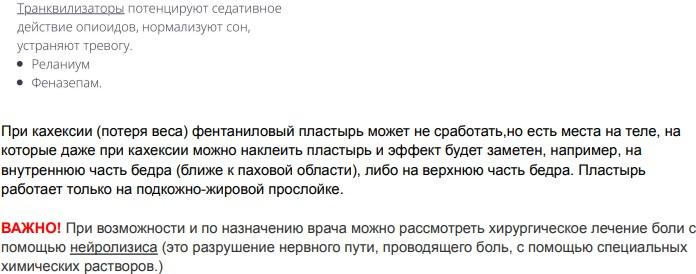 Транквилизаторы потенцируют седативное
действие опиоидов, нормализуют сон,
устраняют тревогу.
• Реланиум
• Феназепам.
При кахексии (потеря веса) фентаниловый пластырь может не сработать,но есть места на теле, на
которые даже при кахексии можно наклеить пластырь и эффект будет заметен, например, на
внутреннюю часть бедра (ближе к паховой области), либо на верхнюю часть бедра. Пластырь
работает только на подкожно-жировой прослойке.
ВАЖНО! При возможности и по назначению врача можно рассмотреть хирургическое лечение боли с
помощью нейролизиса (это разрушение нервного пути, проводящего боль, с помощью специальных
химических растворов.)